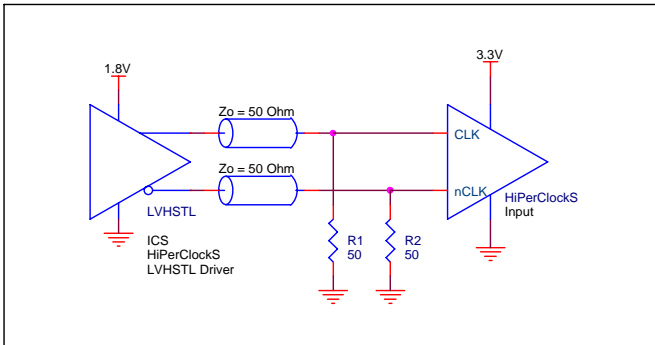 1.8V
3.3V
Zo = 50 Ohm
CLK
Zo = 50 Ohm
nCLK
LVHSTL
HiPerClockS
Input
ICS
HiPerClockS
LVHSTL Driver
R1
50
R2
50